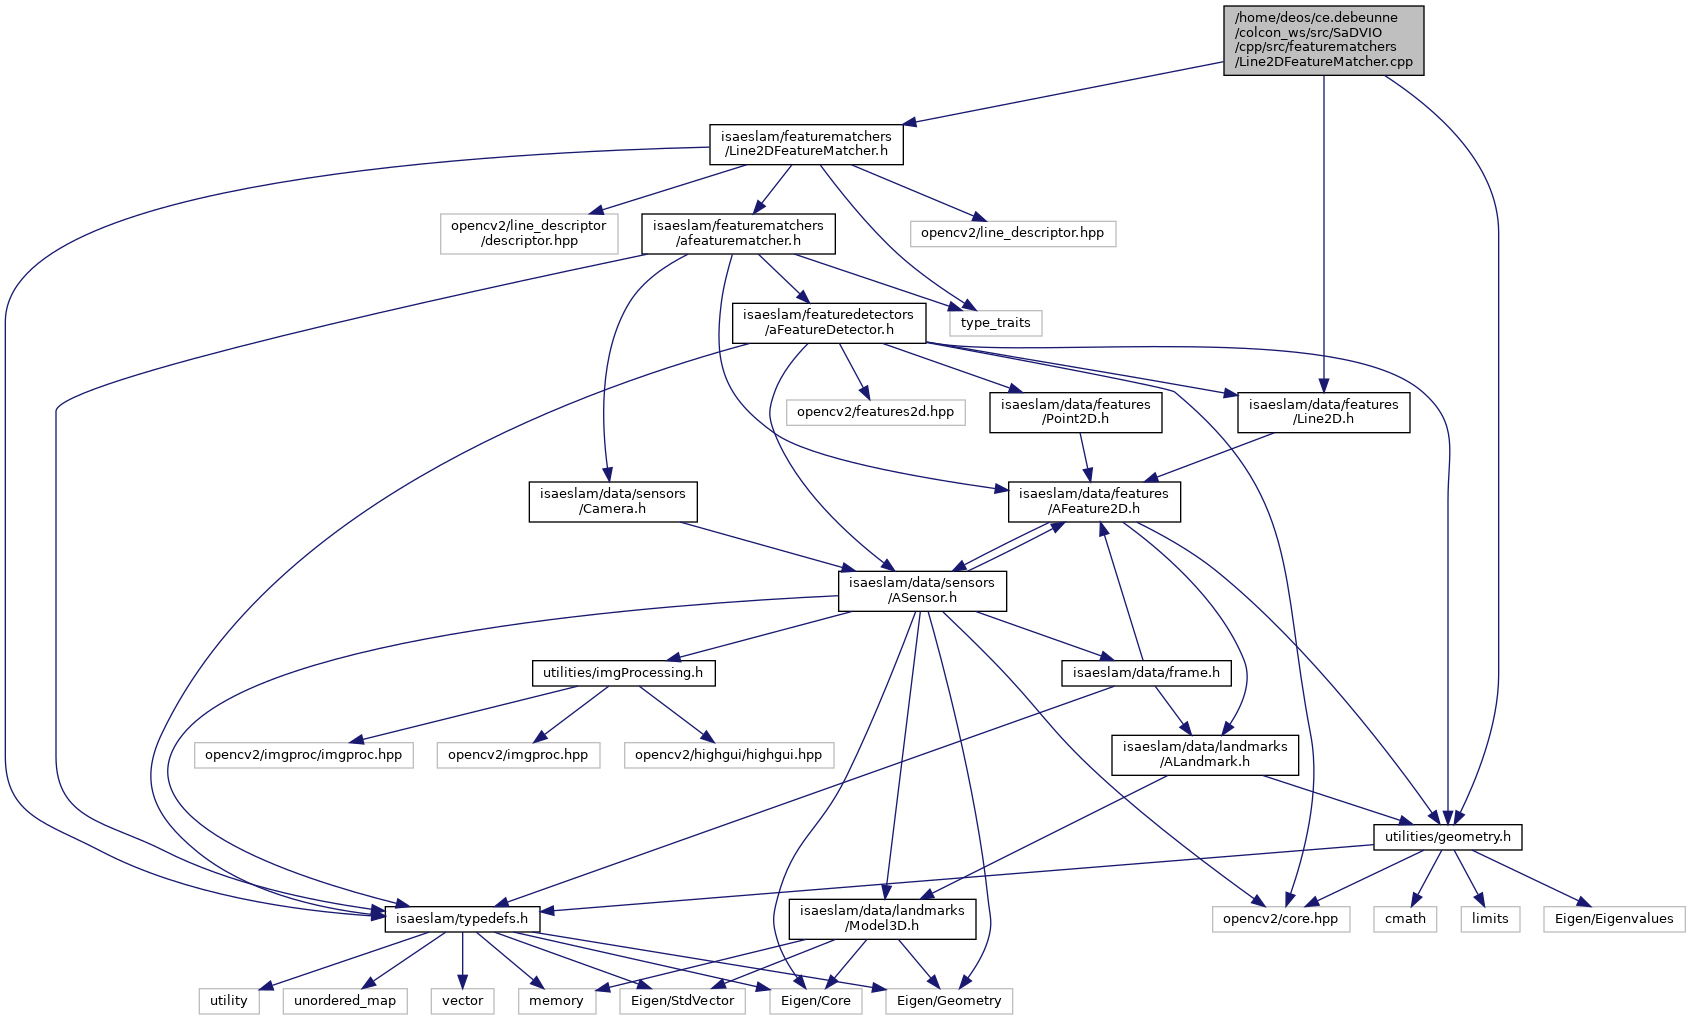 /home/deos/ce.debeunne
/colcon_ws/src/SaDVIO
/cpp/src/featurematchers
/Line2DFeatureMatcher.cpp
isaeslam/featurematchers
/Line2DFeatureMatcher.h
opencv2/line_descriptor
/descriptor.hpp
isaeslam/featurematchers
/afeaturematcher.h
opencv2/line_descriptor.hpp
isaeslam/featuredetectors
/aFeatureDetector.h
type_traits
opencv2/features2d.hpp
isaeslam/data/features
/Point2D.h
isaeslam/data/features
/Line2D.h
isaeslam/data/sensors
/Camera.h
isaeslam/data/features
/AFeature2D.h
isaeslam/data/sensors
/ASensor.h
utilities/imgProcessing.h
isaeslam/data/frame.h
opencv2/imgproc/imgproc.hpp
opencv2/imgproc.hpp
opencv2/highgui/highgui.hpp
isaeslam/data/landmarks
/ALandmark.h
utilities/geometry.h
isaeslam/typedefs.h
isaeslam/data/landmarks
/Model3D.h
opencv2/core.hpp
cmath
limits
Eigen/Eigenvalues
utility
unordered_map
vector
memory
Eigen/StdVector
Eigen/Core
Eigen/Geometry